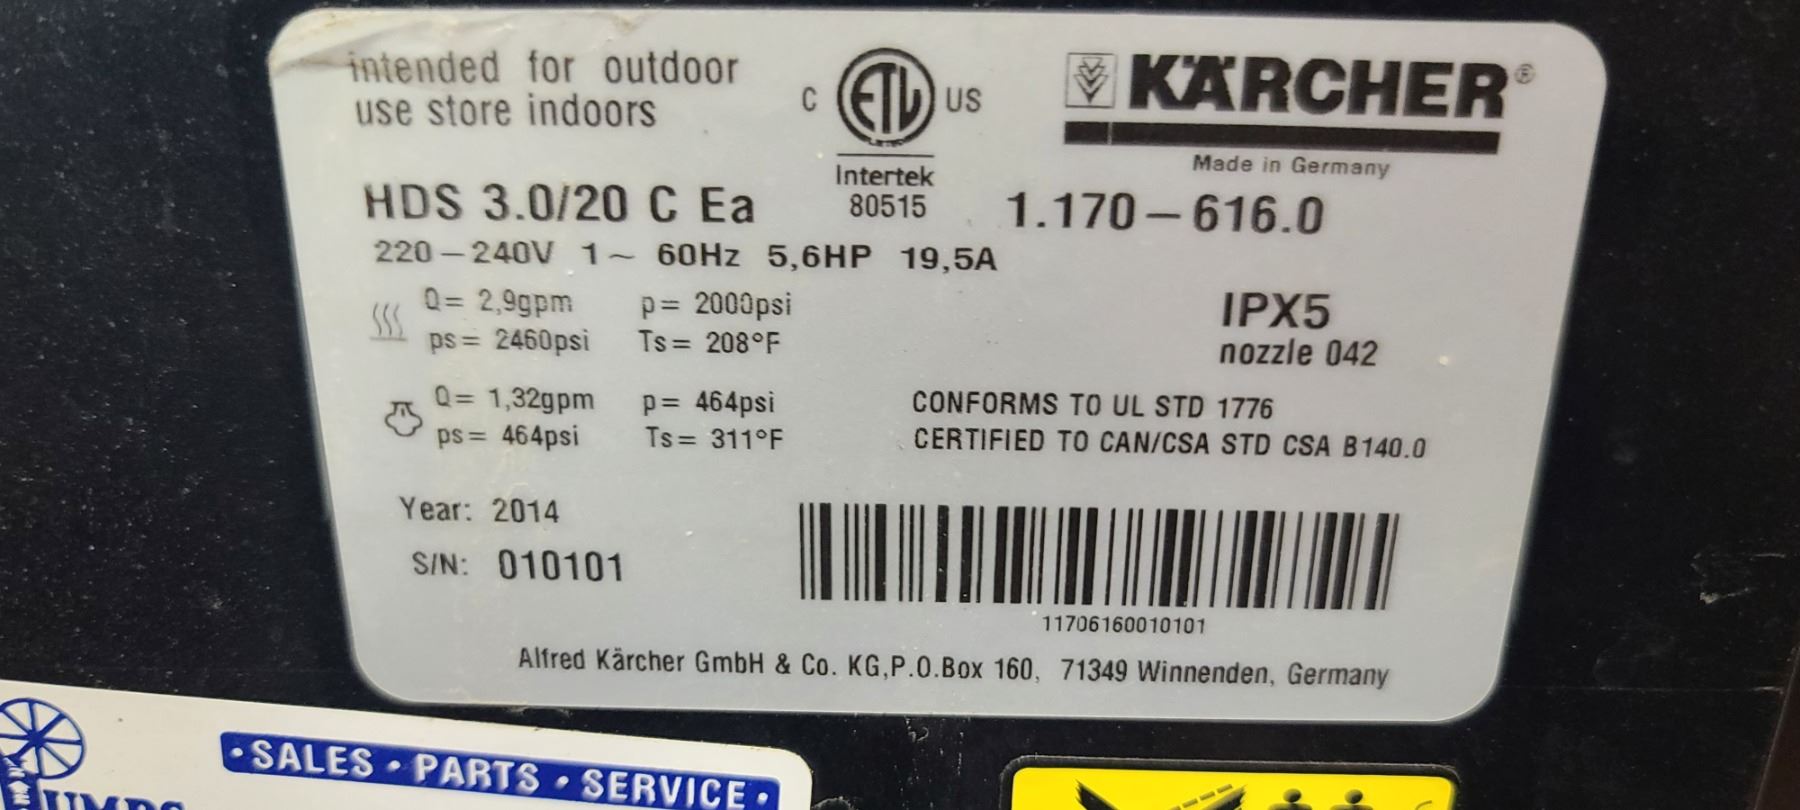 intended for outdoor
use store indoors
C ETL US
Intertek
80515
KÄRCHER®
Made in Germany
HDS 3.0/20 C Ea
1.170-616.0
220-240V 1~ 60Hz 5,6HP 19,5A
Q= 2,9gpm p= 2000psi
ps= 2460psi Ts= 208°F
IPX5
nozzle 042
Q= 1,32gpm p= 464psi
ps= 464psi Ts= 311°F
CONFORMS TO UL STD 1776
CERTIFIED TO CAN/CSA STD CSA B140.0
Year: 2014
S/N: 010101
11706160010101
Alfred Kärcher GmbH & Co. KG,P.O.Box 160, 71349 Winnenden, Germany
·SALES·PARTS·SERVICE·